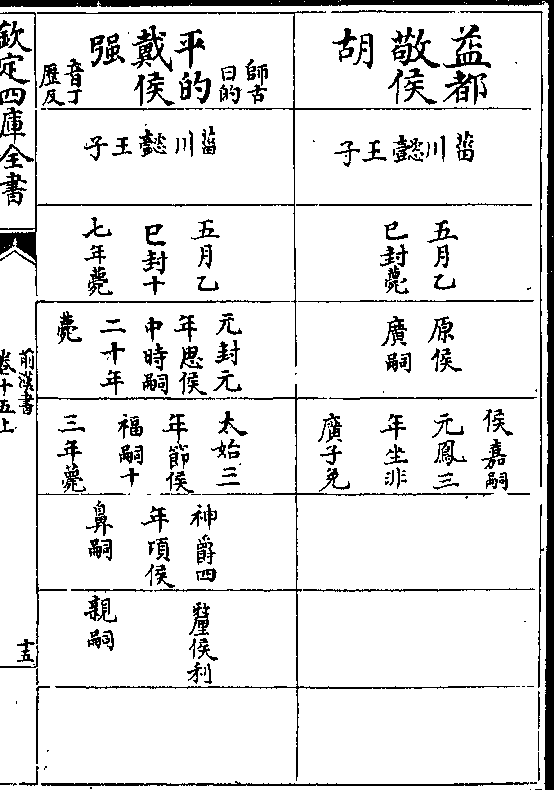 益都
敬侯
胡
菑川懿王子
五月乙
巳封薨
原侯
廣嗣
侯嘉嗣
元鳳三
年坐非
廣子免
平的
師古
曰的
戴侯
强
音丁
歷反
菑川懿王子
五月乙
巳封十
七年薨
元封元
年思侯
中時嗣
二十年
薨
太始三
年節侯
福嗣十
三年薨
神爵四
年項侯
鼻嗣
釐侯利
親嗣
欽定四庫全書
前漢書
卷十五上
十五